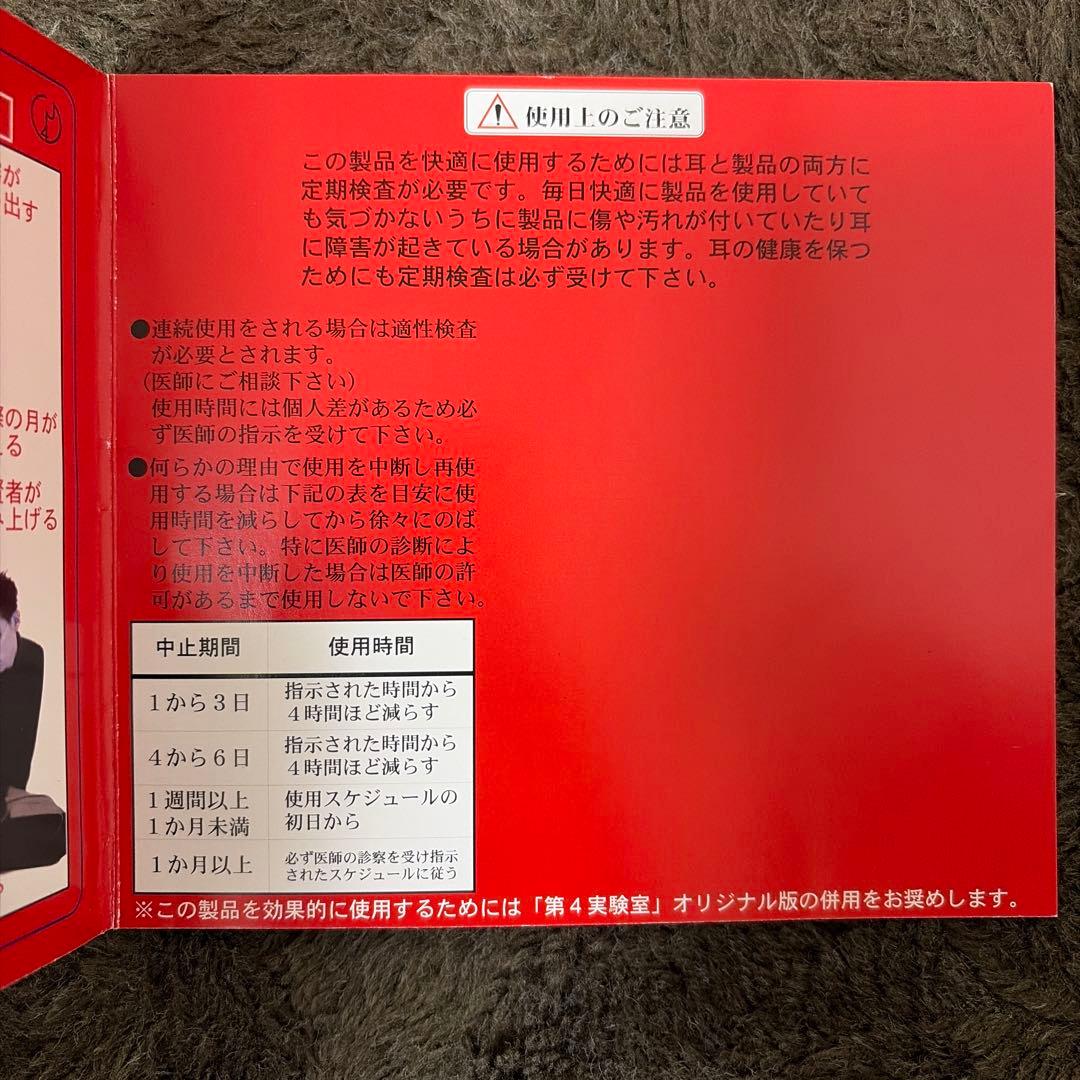 が
出す
の月が
る
者が
上げる
使用上のご注意
この製品を快適に使用するためには耳と製品の両方に
定期検査が必要です。毎日快適に製品を使用していて
も気づかないうちに製品に傷や汚れが付いていたり耳
に障害が起きている場合があります。耳の健康を保つ
ためにも定期検査は必ず受けて下さい。
●連続使用をされる場合は適性検査
が必要とされます。
（医師にご相談下さい）
使用時間には個人差があるため必
ず医師の指示を受けて下さい。
●何らかの理由で使用を中断し再使
用する場合は下記の表を目安に使
用時間を減らしてから徐々にのば
して下さい。特に医師の診断によ
り使用を中断した場合は医師の許
可があるまで使用しないで下さい。
中止期間 使用時間
１から３日 指示された時間から
４時間ほど減らす
４から６日 指示された時間から
４時間ほど減らす
１週間以上 使用スケジュールの
１か月未満 初日から
１か月以上 必ず医師の診察を受け指示
されたスケジュールに従う
※この製品を効果的に使用するためには「第４実験室」オリジナル版の併用をお奨めします。